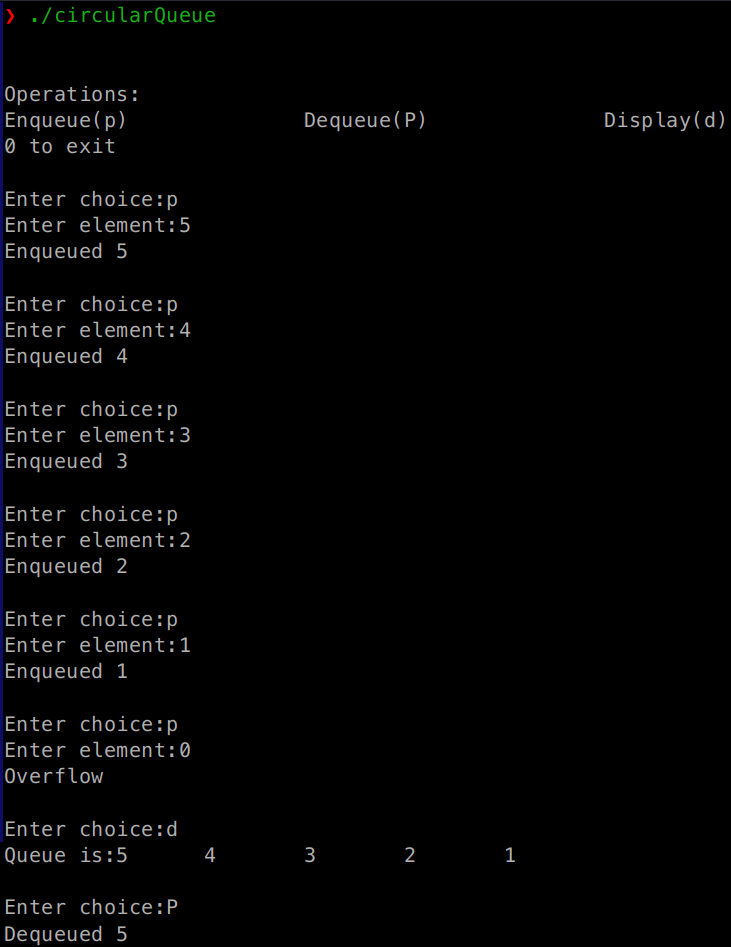 ❯ ./circularQueue
Operations:
Enqueue(p) Dequeue(P) Display(d)
0 to exit
Enter choice:p
Enter element:5
Enqueued 5
Enter choice:p
Enter element:4
Enqueued 4
Enter choice:p
Enter element:3
Enqueued 3
Enter choice:p
Enter element:2
Enqueued 2
Enter choice:p
Enter element:1
Enqueued 1
Enter choice:p
Enter element:0
Overflow
Enter choice:d
Queue is:5 4 3 2 1
Enter choice:P
Dequeued 5